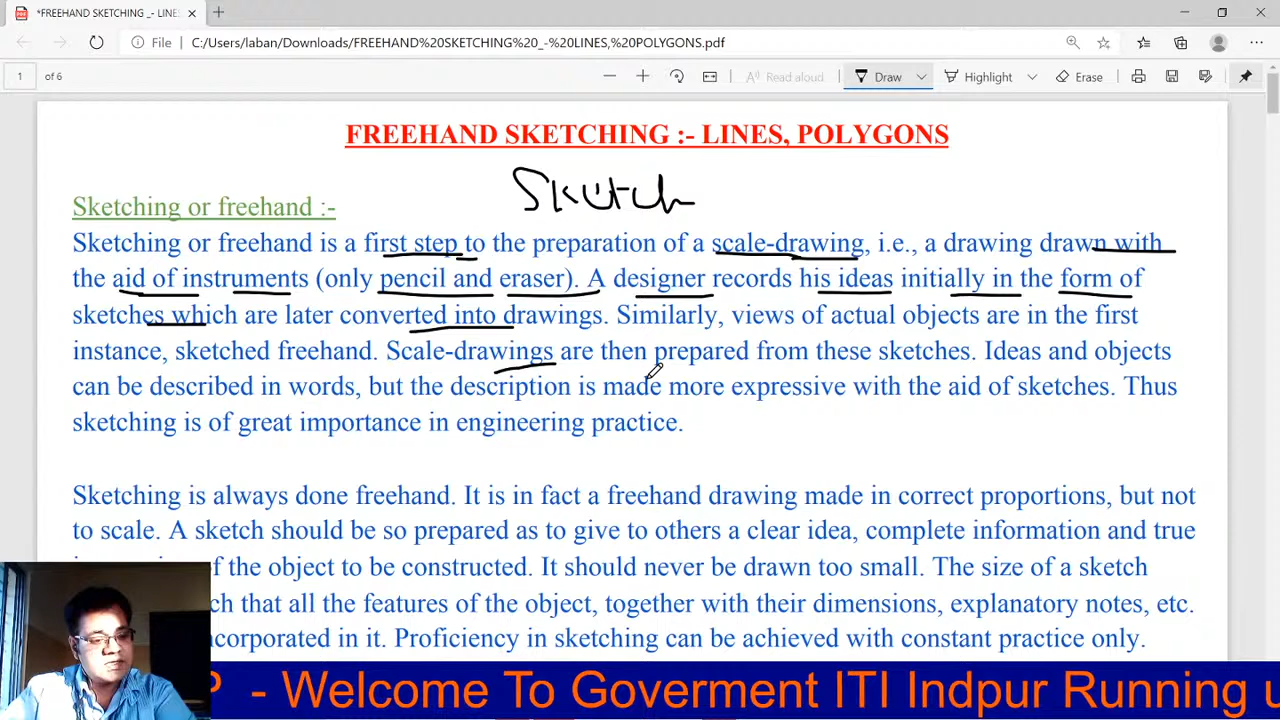 *FREEHAND SKETCHING _- LINES
File C:/Users/laban/Downloads/FREEHAND%20SKETCHING%20_-%20LINES,%20POLYGONS.pdf
1 of 6 Read aloud Draw Highlight Erase
FREEHAND SKETCHING :- LINES, POLYGONS
Sketch
Sketching or freehand :-
Sketching or freehand is a first step to the preparation of a scale-drawing, i.e., a drawing drawn with
the aid of instruments (only pencil and eraser). A designer records his ideas initially in the form of
sketches which are later converted into drawings. Similarly, views of actual objects are in the first
instance, sketched freehand. Scale-drawings are then prepared from these sketches. Ideas and objects
can be described in words, but the description is made more expressive with the aid of sketches. Thus
sketching is of great importance in engineering practice.
Sketching is always done freehand. It is in fact a freehand drawing made in correct proportions, but not
to scale. A sketch should be so prepared as to give to others a clear idea, complete information and true
of the object to be constructed. It should never be drawn too small. The size of a sketch
that all the features of the object, together with their dimensions, explanatory notes, etc.
in it. Proficiency in sketching can be achieved with constant practice only.
P - Welcome To Goverment ITI Indpur Running u